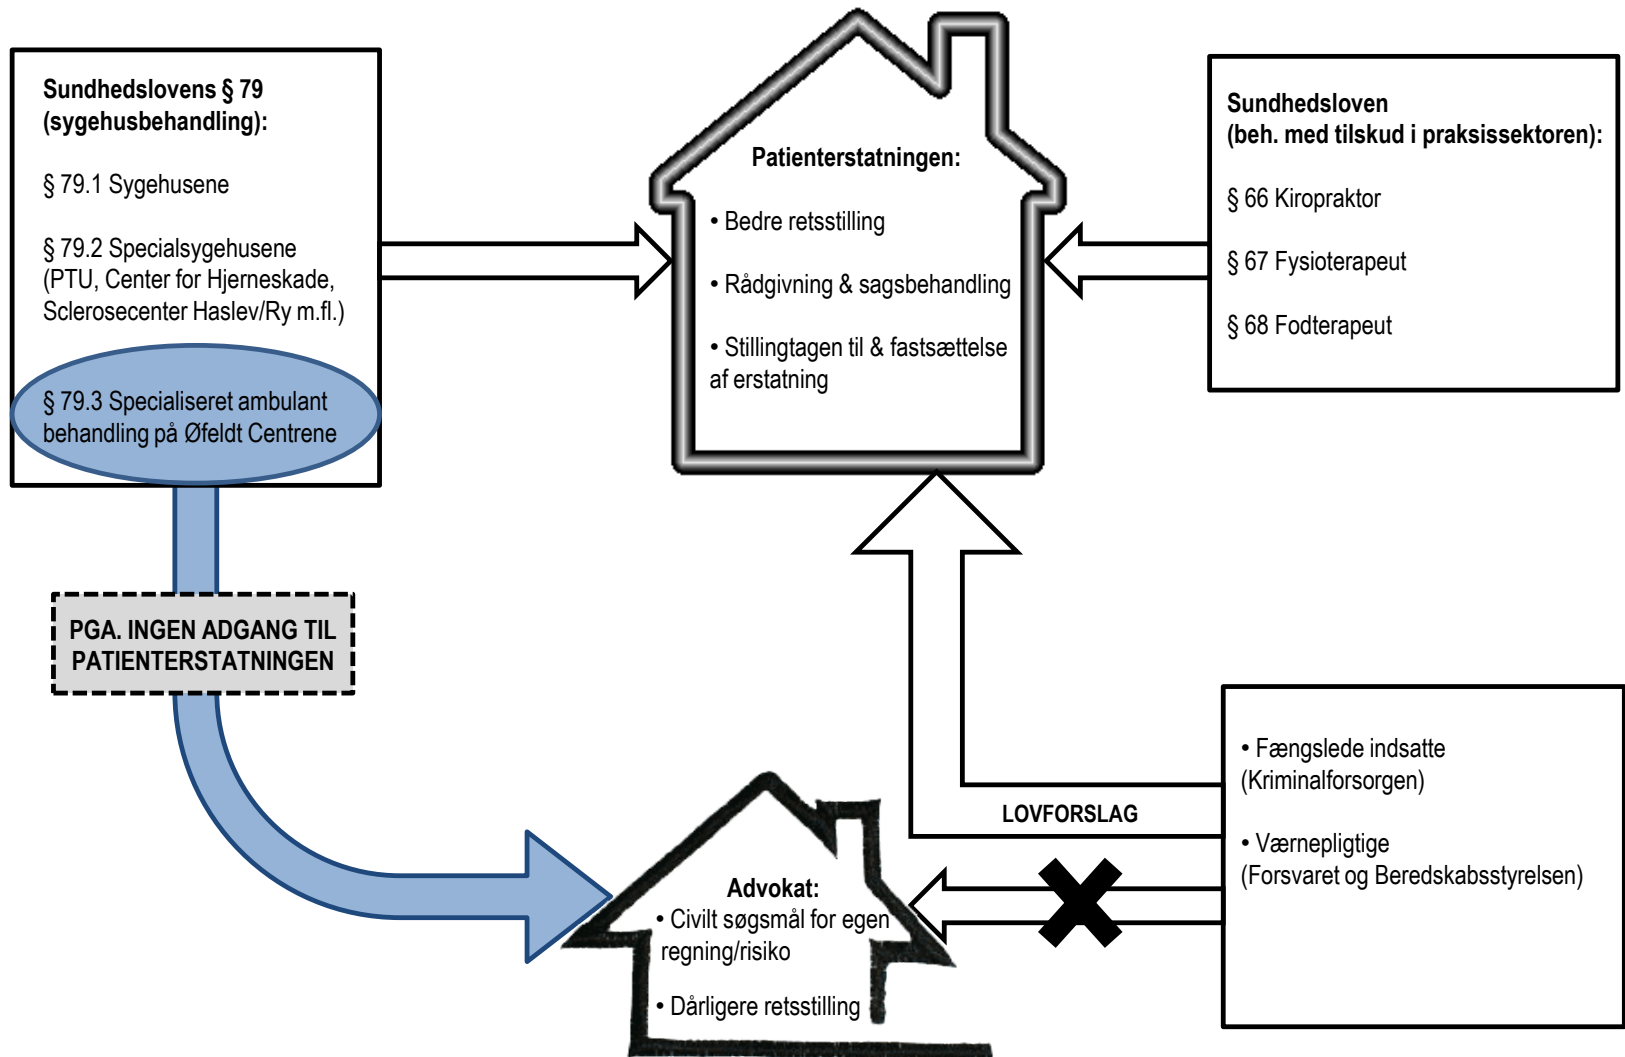 Sundhedslovens § 79
(sygehusbehandling):
§ 79.1 Sygehusene
§ 79.2 Specialsygehusene
(PTU, Center for Hjerneskade,
Sclerosecenter Haslev/Ry m.fl.)
§ 79.3 Specialiseret ambulant
behandling på Øfeldt Centrene
Patienterstatningen:
• Bedre retsstilling
• Rådgivning & sagsbehandling
• Stillingtagen til & fastsættelse
af erstatning
Sundhedsloven
(beh. med tilskud i praksissektoren):
§ 66 Kiropraktor
§ 67 Fysioterapeut
§ 68 Fodterapeut
PGA. INGEN ADGANG TIL
PATIENTERSTATNINGEN
LOVFORSLAG
• Fængslede indsatte
(Kriminalforsorgen)
• Værnepligtige
(Forsvaret og Beredskabsstyrelsen)
Advokat:
• Civilt søgsmål for egen
regning/risiko
• Dårligere retsstilling